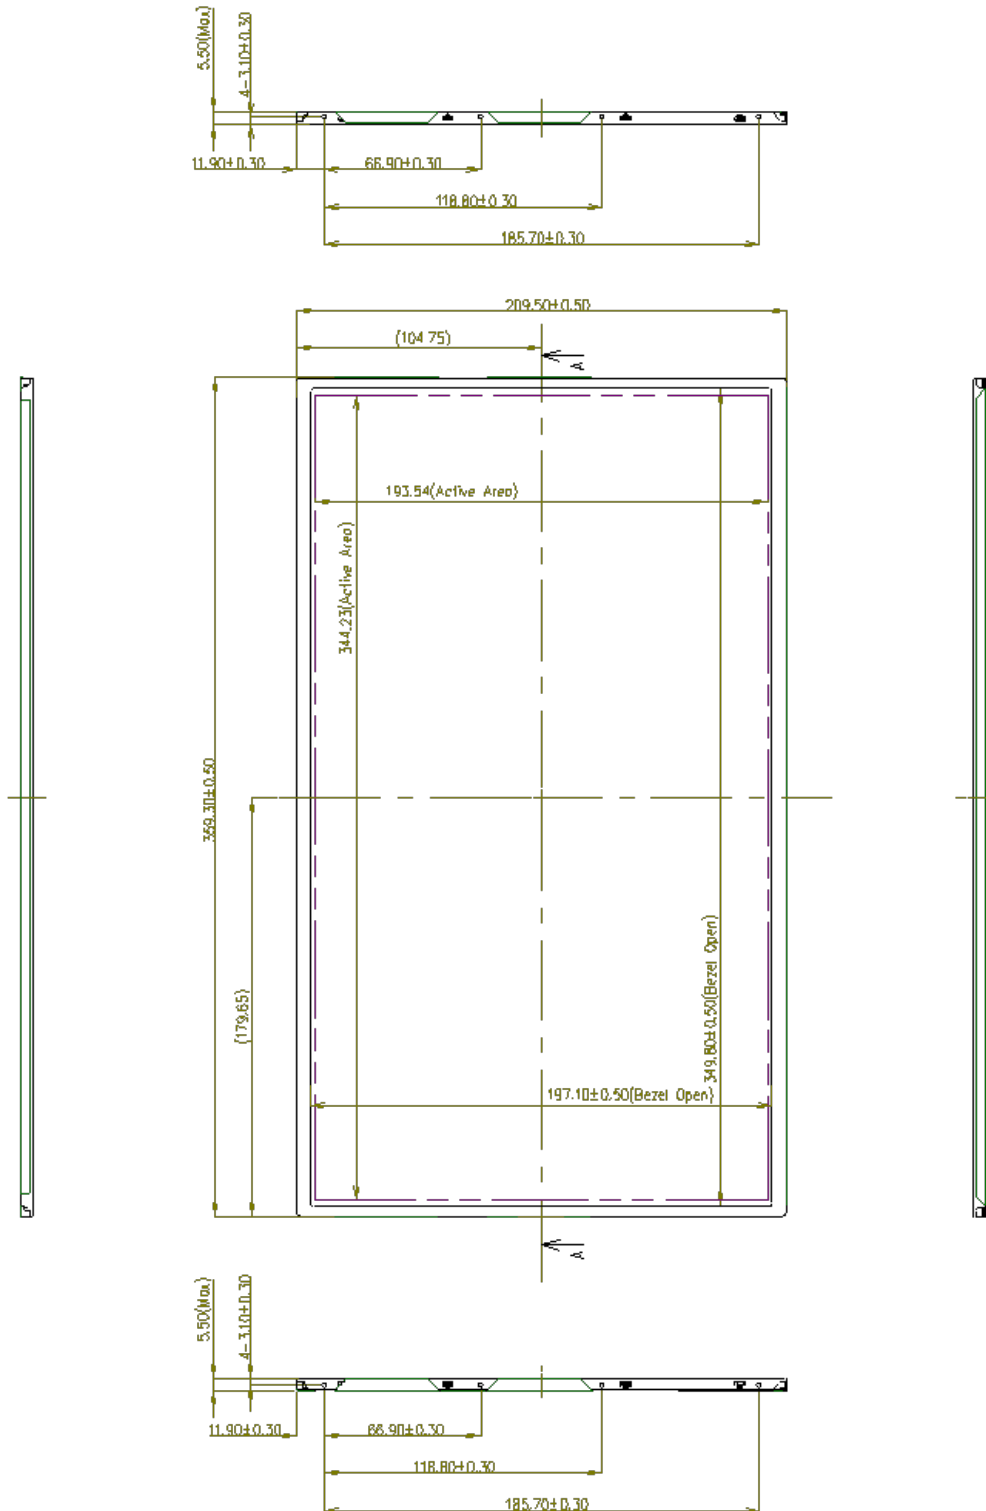 5.50(Max)
4-3.10±0.30
11.90±0.30
66.90±0.30
118.80±0.30
185.70±0.30
209.50±0.50
(104.75)
A
193.54(Active Area)
344.23(Active Area)
359.30±0.50
(179.65)
349.80±0.50(Bezel Open)
197.10±0.50(Bezel Open)
A
5.50(Max)
4-3.10±0.30
11.90±0.30
66.90±0.30
118.80±0.30
185.70±0.30